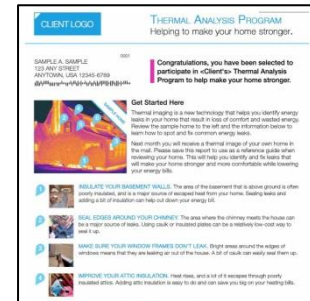 CLIENT LOGO
THERMAL ANALYSIS PROGRAM
Helping to make your home stronger.
0001
SAMPLE A. SAMPLE
123 ANY STREET
ANYTOWN, USA 12345-6789
Congratulations, you have been selected to
participate in <Client's> Thermal Analysis
Program to help make your home stronger.
Get Started Here
Thermal imaging is a new technology that helps you identify energy
leaks in your home that result in loss of comfort and wasted energy.
Review the sample home to the left and the information below to
learn how to spot and fix common energy leaks.
Next month you will receive a thermal image of your own home in
the mail. Please save this report to use as a reference guide when
reviewing your home. This will help you identify and fix leaks that
will make your home stronger and more comfortable while lowering
your energy bills.
1 INSULATE YOUR BASEMENT WALLS. The area of the basement that is above ground is often
poorly insulated, and is a major source of escaped heat from your home. Sealing leaks and
adding a bit of insulation can help cut down your energy bill.
2 SEAL EDGES AROUND YOUR CHIMNEY. The area where the chimney meets the house can
be a major source of leaks. Using caulk or insulated plates can be a relatively low-cost way to
seal it up.
3 MAKE SURE YOUR WINDOW FRAMES DON'T LEAK. Bright areas around the edges of
windows means that they are leaking air out of the house. A bit of caulk can easily seal them up.
4 IMPROVE YOUR ATTIC INSULATION. Heat rises, and a lot of it escapes through poorly
insulated attics. Adding attic insulation is easy to do and can save you big on your heating bills.